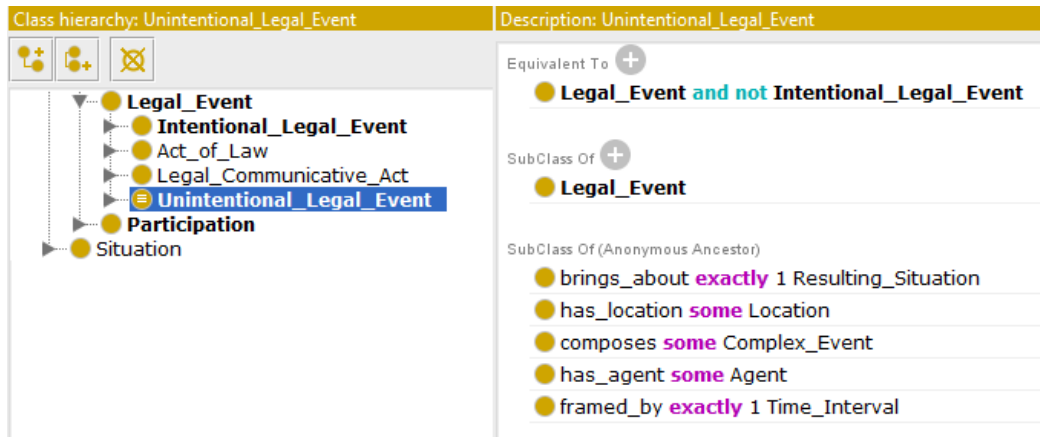 Class hierarchy: Unintentional_Legal_Event
Legal_Event
Intentional_Legal_Event
Act_of_Law
Legal_Communicative_Act
Unintentional_Legal_Event
Participation
Situation
Description: Unintentional_Legal_Event
Equivalent To
Legal_Event and not Intentional_Legal_Event
SubClass Of
Legal_Event
SubClass Of (Anonymous Ancestor)
brings_about exactly 1 Resulting_Situation
has_location some Location
composes some Complex_Event
has_agent some Agent
framed_by exactly 1 Time_Interval